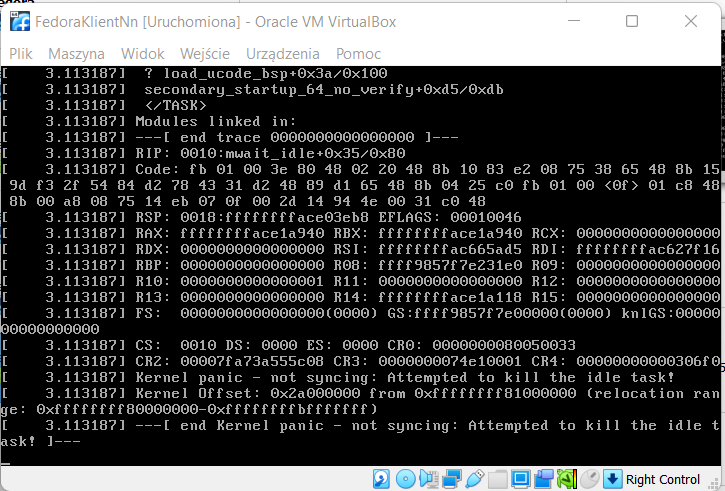 FedoraKlientNn [Uruchomiona] - Oracle VM VirtualBox
Plik Maszyna Widok Wejście Urządzenia Pomoc
[    3.113187]  ? load_ucode_bsp+0x3a/0x100
[    3.113187]  secondary_startup_64_no_verify+0xd5/0xdb
[    3.113187]  </TASK>
[    3.113187] Modules linked in:
[    3.113187] ---[ end trace 0000000000000000 ]---
[    3.113187] RIP: 0010:mwait_idle+0x35/0x80
[    3.113187] Code: fb 01 00 3e 80 48 02 20 48 8b 10 83 e2 08 75 38 65 48 8b 15
9d f3 2f 54 84 d2 78 43 31 d2 48 89 d1 65 48 8b 04 25 c0 fb 01 00 <0f> 01 c8 48
8b 00 a8 08 75 14 eb 07 0f 00 2d 14 94 4e 00 31 c0 48
[    3.113187] RSP: 0018:fffffffface03eb8 EFLAGS: 00010046
[    3.113187] RAX: fffffffface1a940 RBX: fffffffface1a940 RCX: 0000000000000000
[    3.113187] RDX: 0000000000000000 RSI: ffffffffac665ad5 RDI: ffffffffac627f16
[    3.113187] RBP: 0000000000000000 R08: ffff9857f7e231e0 R09: 0000000000000000
[    3.113187] R10: 0000000000000001 R11: 0000000000000000 R12: 0000000000000000
[    3.113187] R13: 0000000000000000 R14: fffffffface1a118 R15: 0000000000000000
[    3.113187] FS:  0000000000000000(0000) GS:ffff9857f7e00000(0000) knlGS:00000
00000000000
[    3.113187] CS:  0010 DS: 0000 ES: 0000 CR0: 0000000080050033
[    3.113187] CR2: 00007fa73a555c08 CR3: 0000000074e10001 CR4: 00000000000306f0
[    3.113187] Kernel panic - not syncing: Attempted to kill the idle task!
[    3.113187] Kernel Offset: 0x2a000000 from 0xffffffff81000000 (relocation ran
ge: 0xffffffff80000000-0xffffffffbfffffff)
[    3.113187] ---[ end Kernel panic - not syncing: Attempted to kill the idle t
ask! ]---
Right Control